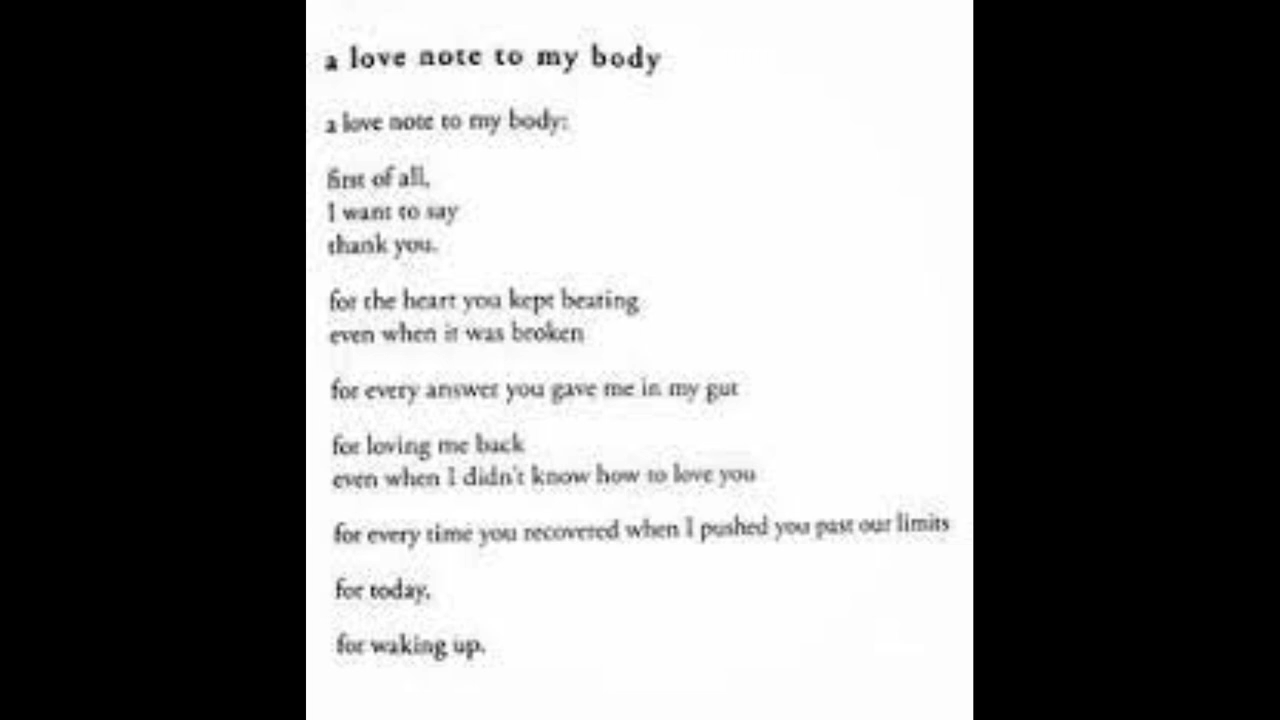 a love note to my body
a love note to my body:
first of all,
I want to say
thank you.
for the heart you kept beating
even when it was broken
for every answer you gave me in my gut
for loving me back
even when I didn't know how to love you
for every time you recovered when I pushed you past our limits
for today,
for waking up.